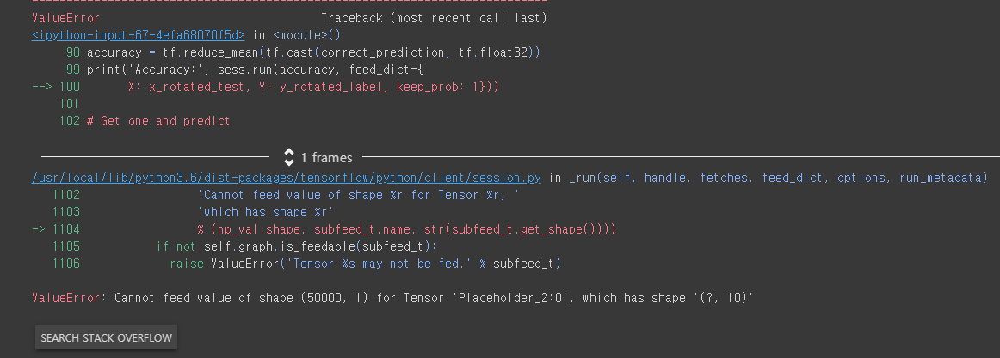 ValueError Traceback (most recent call last)
<ipython-input-67-4efa68070f5d> in <module>()
98 accuracy = tf.reduce_mean(tf.cast(correct_prediction, tf.float32))
99 print('Accuracy:', sess.run(accuracy, feed_dict={
--> 100 X: x_rotated_test, Y: y_rotated_label, keep_prob: 1}))
101
102 # Get one and predict
1 frames
/usr/local/lib/python3.6/dist-packages/tensorflow/python/client/session.py in _run(self, handle, fetches, feed_dict, options, run_metadata)
1102 'Cannot feed value of shape %r for Tensor %r, '
1103 'which has shape %r'
-> 1104 % (np_val.shape, subfeed_t.name, str(subfeed_t.get_shape())))
1105 if not self.graph.is_feedable(subfeed_t):
1106 raise ValueError('Tensor %s may not be fed.' % subfeed_t)
ValueError: Cannot feed value of shape (50000, 1) for Tensor 'Placeholder_2:0', which has shape '(?, 10)'
SEARCH STACK OVERFLOW